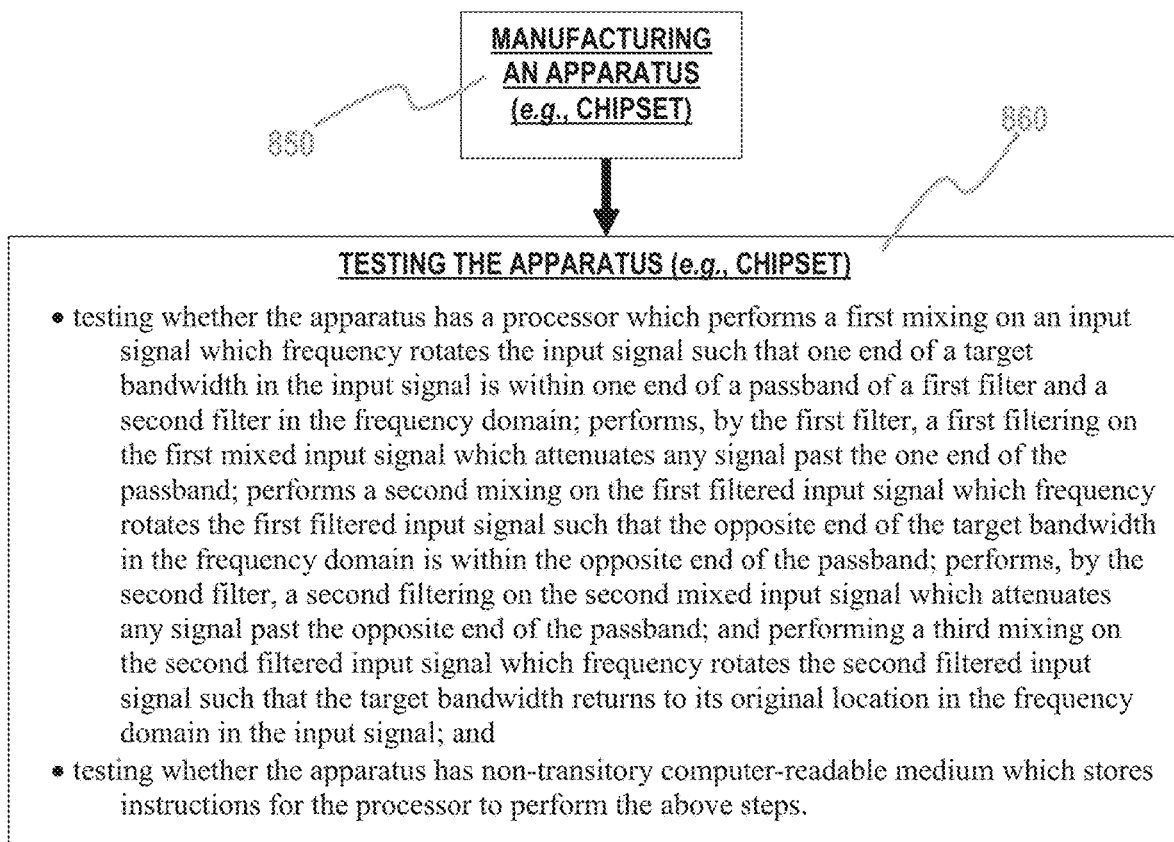 MANUFACTURING
AN APPARATUS
(e.g., CHIPSET)
850
860
TESTING THE APPARATUS (e.g., CHIPSET)
• testing whether the apparatus has a processor which performs a first mixing on an input
signal which frequency rotates the input signal such that one end of a target
bandwidth in the input signal is within one end of a passband of a first filter and a
second filter in the frequency domain; performs, by the first filter, a first filtering on
the first mixed input signal which attenuates any signal past the one end of the
passband; performs a second mixing on the first filtered input signal which frequency
rotates the first filtered input signal such that the opposite end of the target bandwidth
in the frequency domain is within the opposite end of the passband; performs, by the
second filter, a second filtering on the second mixed input signal which attenuates
any signal past the opposite end of the passband; and performing a third mixing on
the second filtered input signal which frequency rotates the second filtered input
signal such that the target bandwidth returns to its original location in the frequency
domain in the input signal; and
• testing whether the apparatus has non-transitory computer-readable medium which stores
instructions for the processor to perform the above steps.